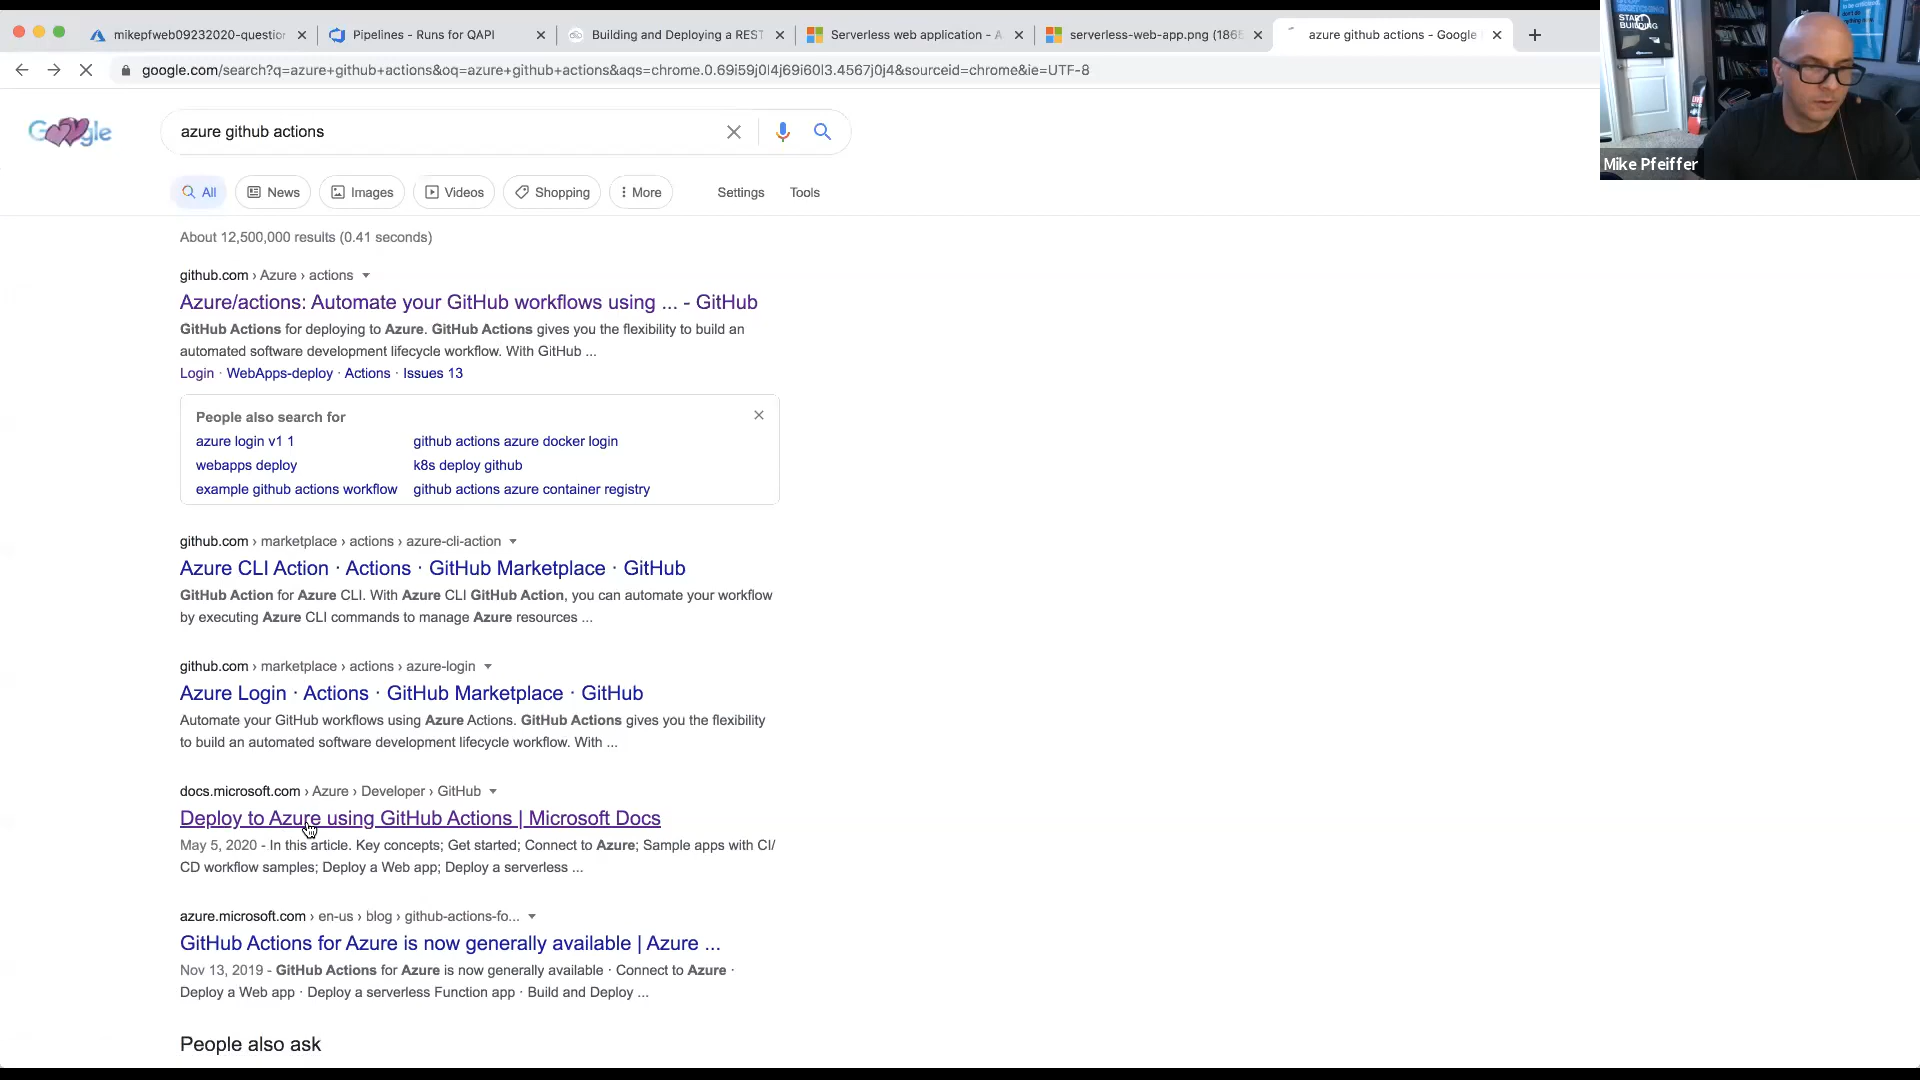 mikepfweb09232020-question
Pipelines - Runs for QAPI
Building and Deploying a REST
Serverless web application - A
serverless-web-app.png (1865
azure github actions - Google
google.com/search?q=azure+github+actions&oq=azure+github+actions&aqs=chrome.0.69i59j0l4j69i60l3.4567j0j4&sourceid=chrome&ie=UTF-8
START
BUILDING
Mike Pfeiffer
Google
azure github actions
All
News
Images
Videos
Shopping
More
Settings
Tools
About 12,500,000 results (0.41 seconds)
github.com › Azure › actions
Azure/actions: Automate your GitHub workflows using ... - GitHub
GitHub Actions for deploying to Azure. GitHub Actions gives you the flexibility to build an
automated software development lifecycle workflow. With GitHub ...
Login · WebApps-deploy · Actions · Issues 13
People also search for
azure login v1 1
github actions azure docker login
webapps deploy
k8s deploy github
example github actions workflow
github actions azure container registry
github.com › marketplace › actions › azure-cli-action
Azure CLI Action · Actions · GitHub Marketplace · GitHub
GitHub Action for Azure CLI. With Azure CLI GitHub Action, you can automate your workflow
by executing Azure CLI commands to manage Azure resources ...
github.com › marketplace › actions › azure-login
Azure Login · Actions · GitHub Marketplace · GitHub
Automate your GitHub workflows using Azure Actions. GitHub Actions gives you the flexibility
to build an automated software development lifecycle workflow. With ...
docs.microsoft.com › Azure › Developer › GitHub
Deploy to Azure using GitHub Actions | Microsoft Docs
May 5, 2020 - In this article. Key concepts; Get started; Connect to Azure; Sample apps with CI/
CD workflow samples; Deploy a Web app; Deploy a serverless ...
azure.microsoft.com › en-us › blog › github-actions-fo...
GitHub Actions for Azure is now generally available | Azure ...
Nov 13, 2019 - GitHub Actions for Azure is now generally available · Connect to Azure ·
Deploy a Web app · Deploy a serverless Function app · Build and Deploy ...
People also ask